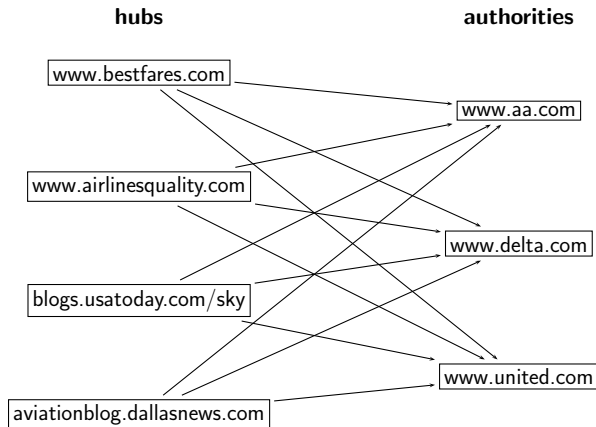 hubs
authorities
www.bestfares.com
www.aa.com
www.airlinesquality.com
www.delta.com
blogs.usatoday.com/sky
www.united.com
aviationblog.dallasnews.com